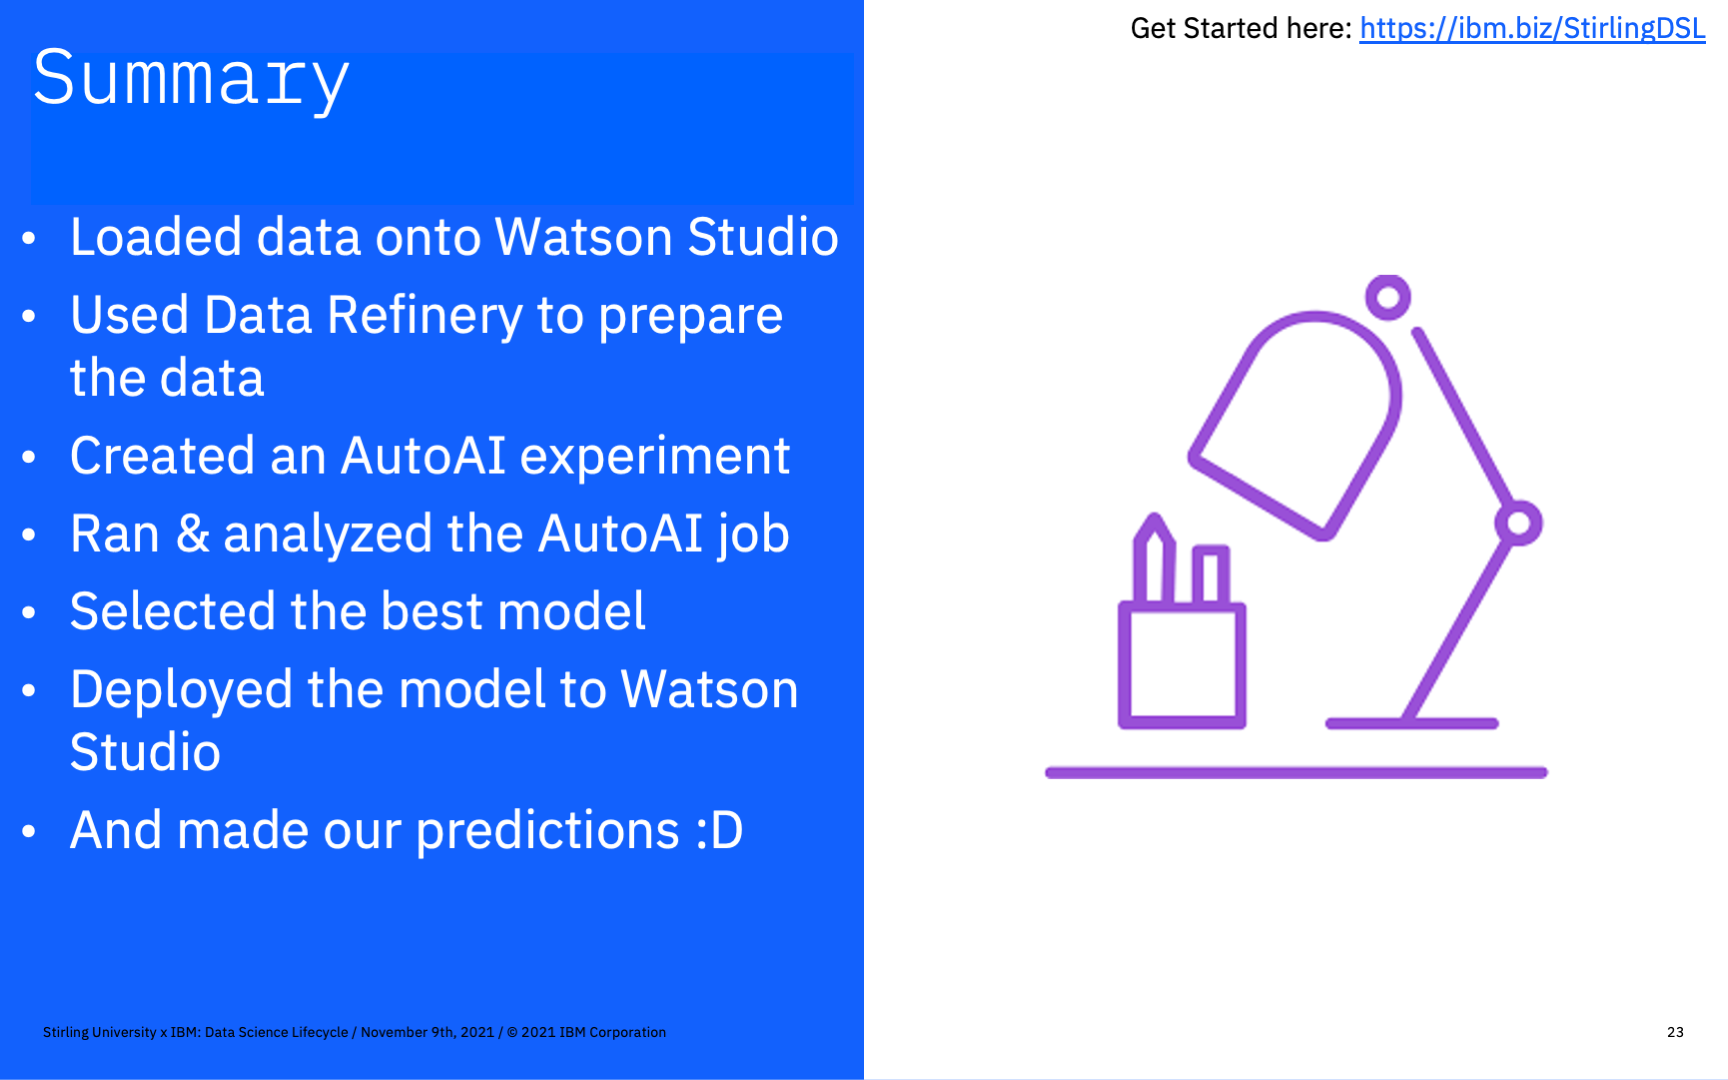 Get Started here: https://ibm.biz/StirlingDSL
Summary
• Loaded data onto Watson Studio
• Used Data Refinery to prepare
the data
• Created an AutoAI experiment
• Ran & analyzed the AutoAI job
• Selected the best model
• Deployed the model to Watson
Studio
• And made our predictions :D
Stirling University x IBM: Data Science Lifecycle / November 9th, 2021 / © 2021 IBM Corporation
23